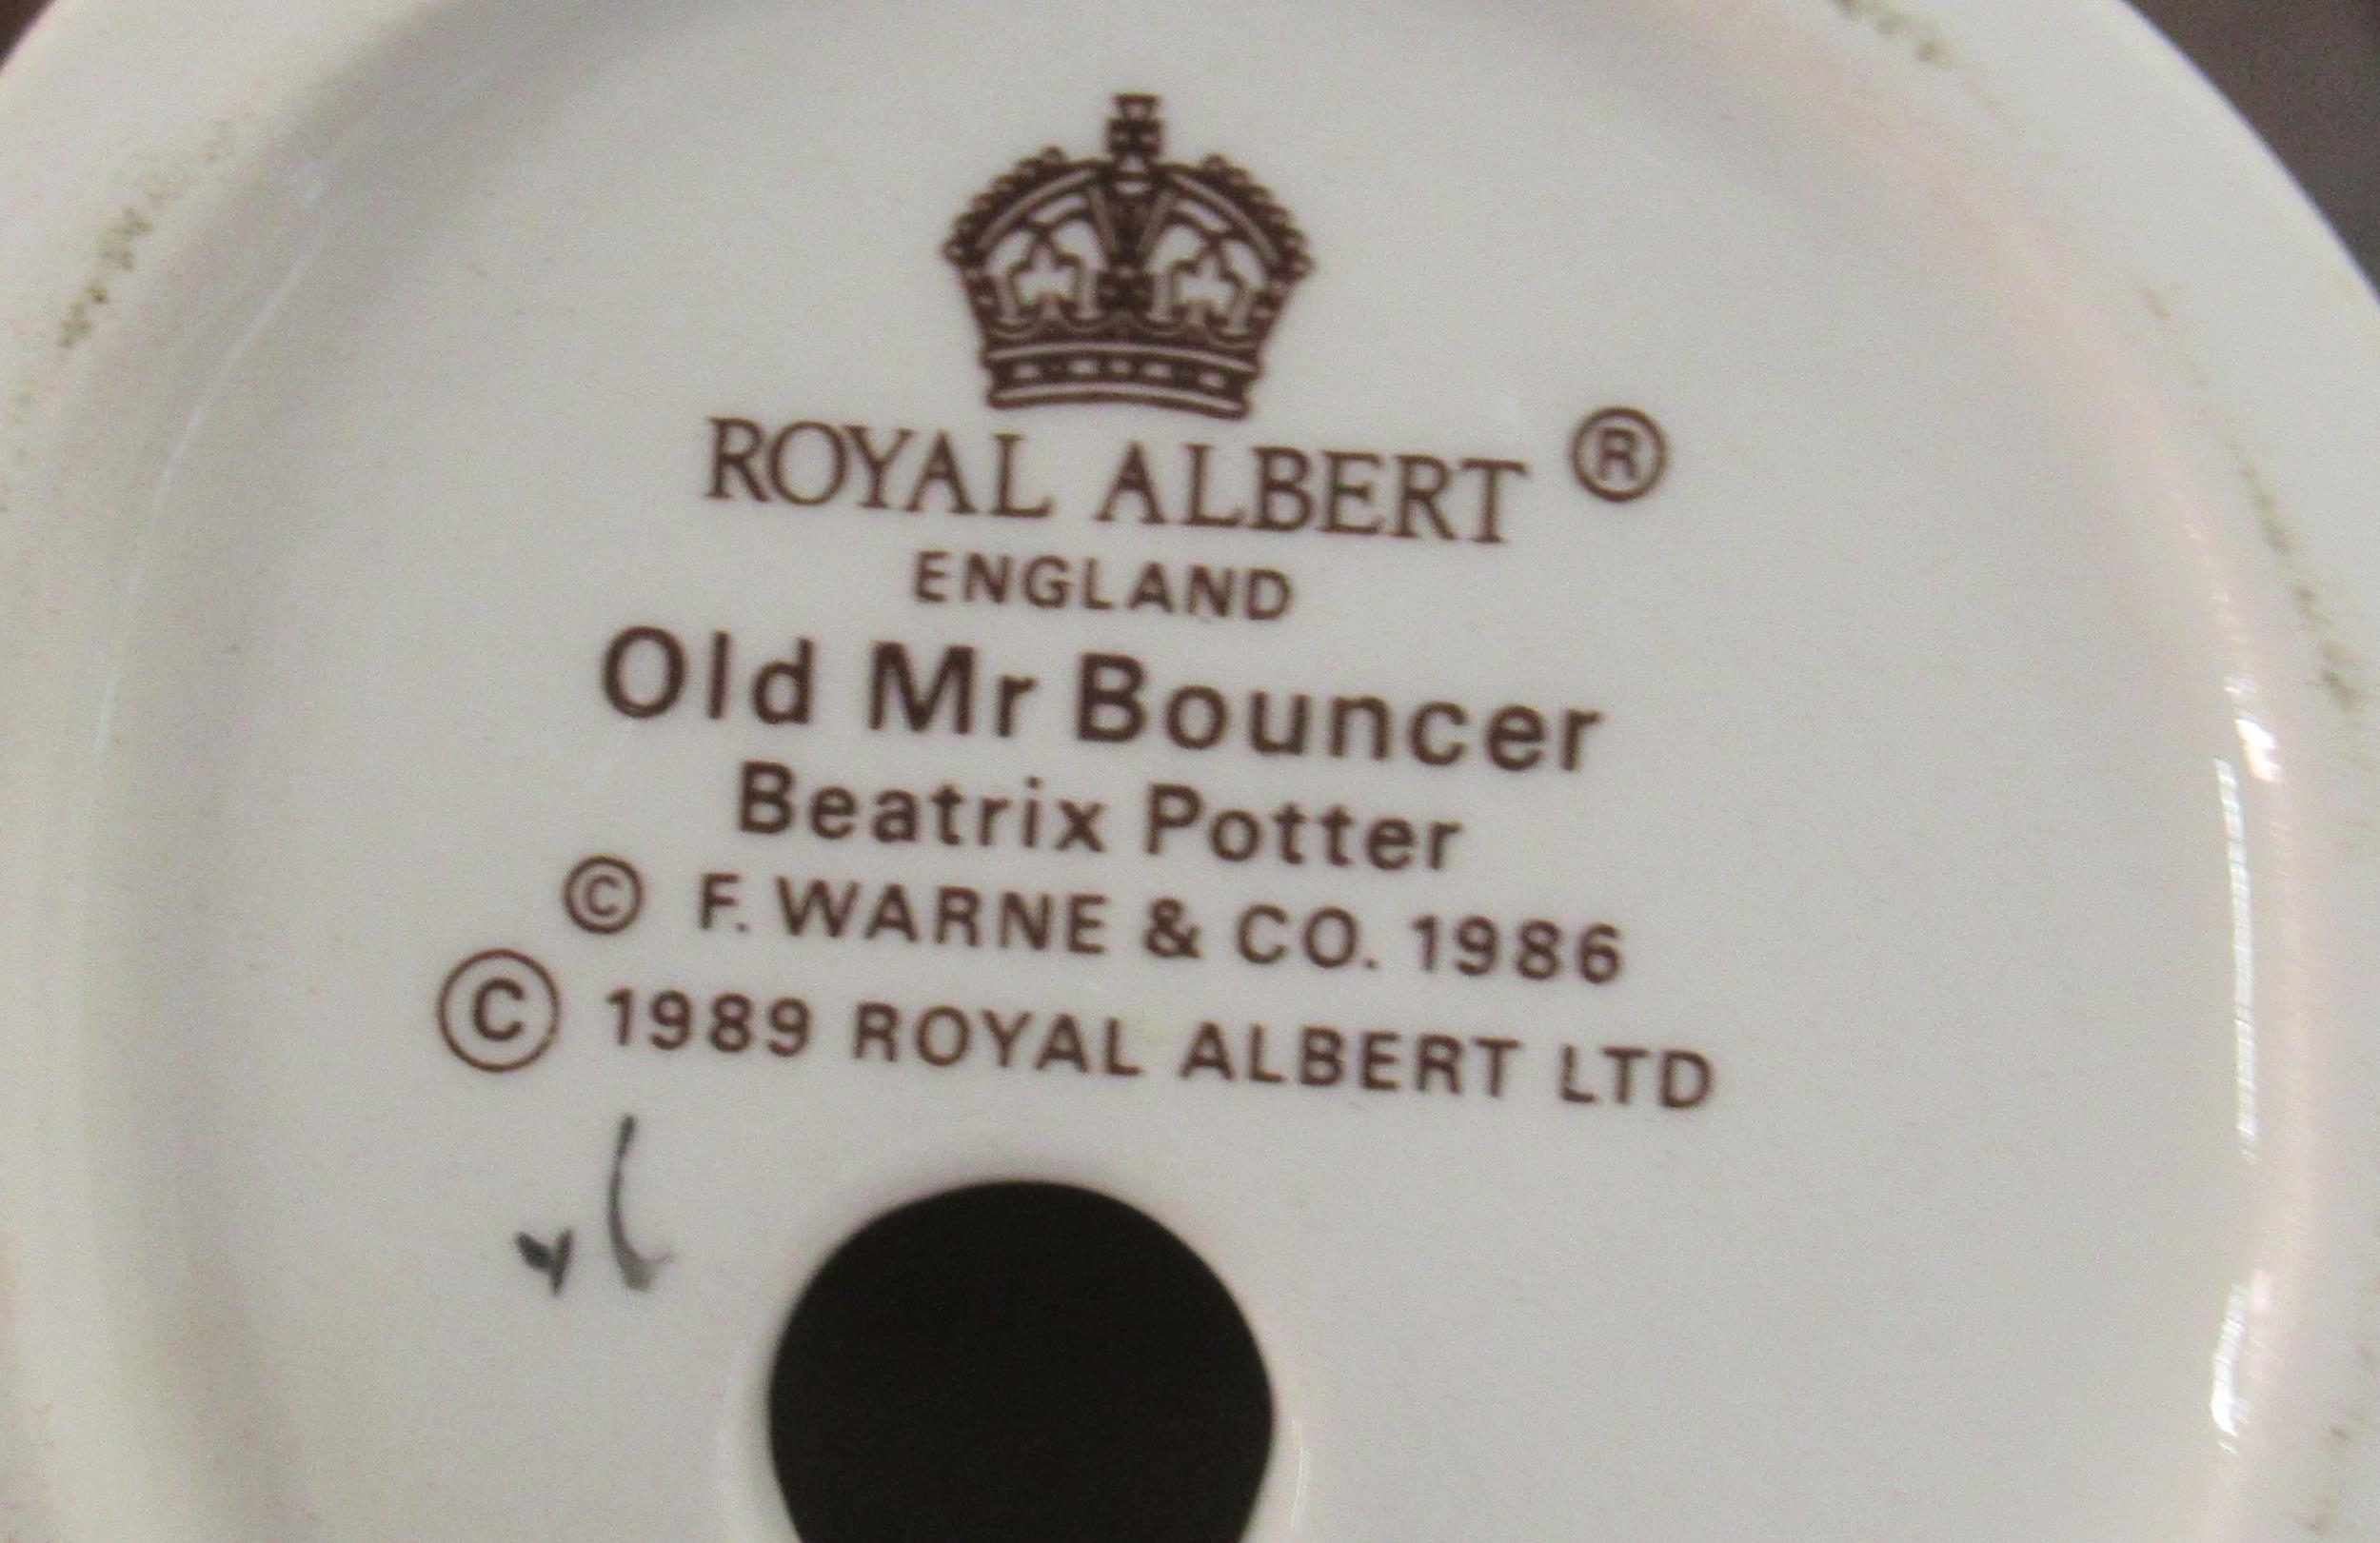 ROYAL ALBERT ®
ENGLAND
Old Mr Bouncer
Beatrix Potter
© F. WARNE & CO. 1986
© 1989 ROYAL ALBERT LTD